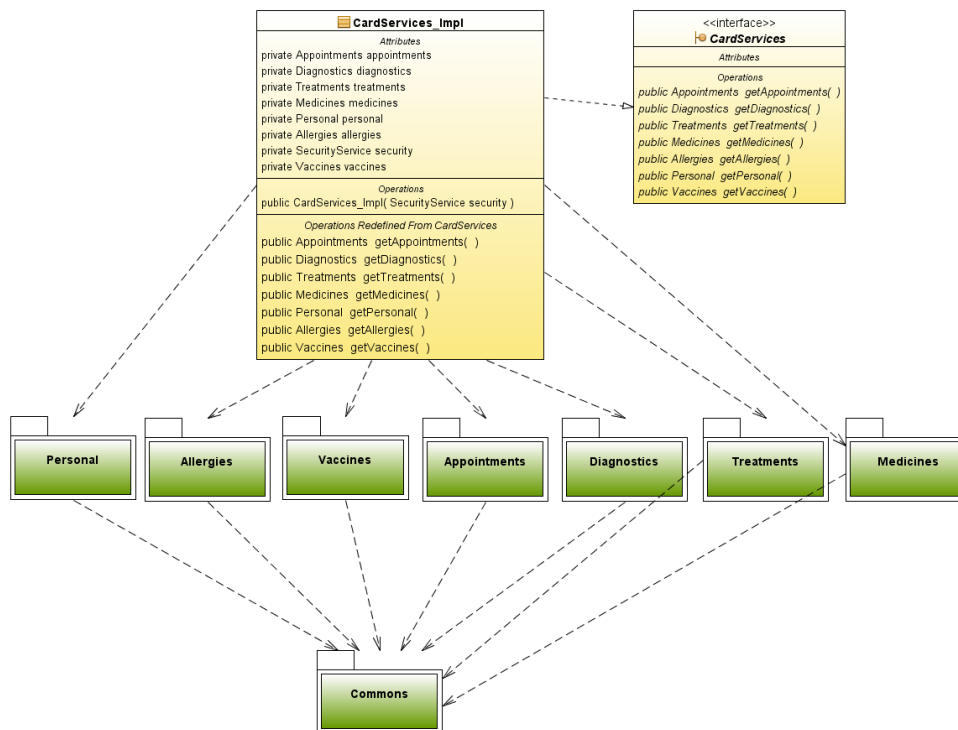 CardServices_Impl
Attributes
private Appointments appointments
private Diagnostics diagnostics
private Treatments treatments
private Medicines medicines
private Personal personal
private Allergies allergies
private SecurityService security
private Vaccines vaccines
Operations
public CardServices_Impl( SecurityService security )
Operations Redefined From CardServices
public Appointments getAppointments( )
public Diagnostics getDiagnostics( )
public Treatments getTreatments( )
public Medicines getMedicines( )
public Personal getPersonal( )
public Allergies getAllergies( )
public Vaccines getVaccines( )
<<interface>>
CardServices
Attributes
Operations
public Appointments getAppointments( )
public Diagnostics getDiagnostics( )
public Treatments getTreatments( )
public Medicines getMedicines( )
public Allergies getAllergies( )
public Personal getPersonal( )
public Vaccines getVaccines( )
Personal
Allergies
Vaccines
Appointments
Diagnostics
Treatments
Medicines
Commons